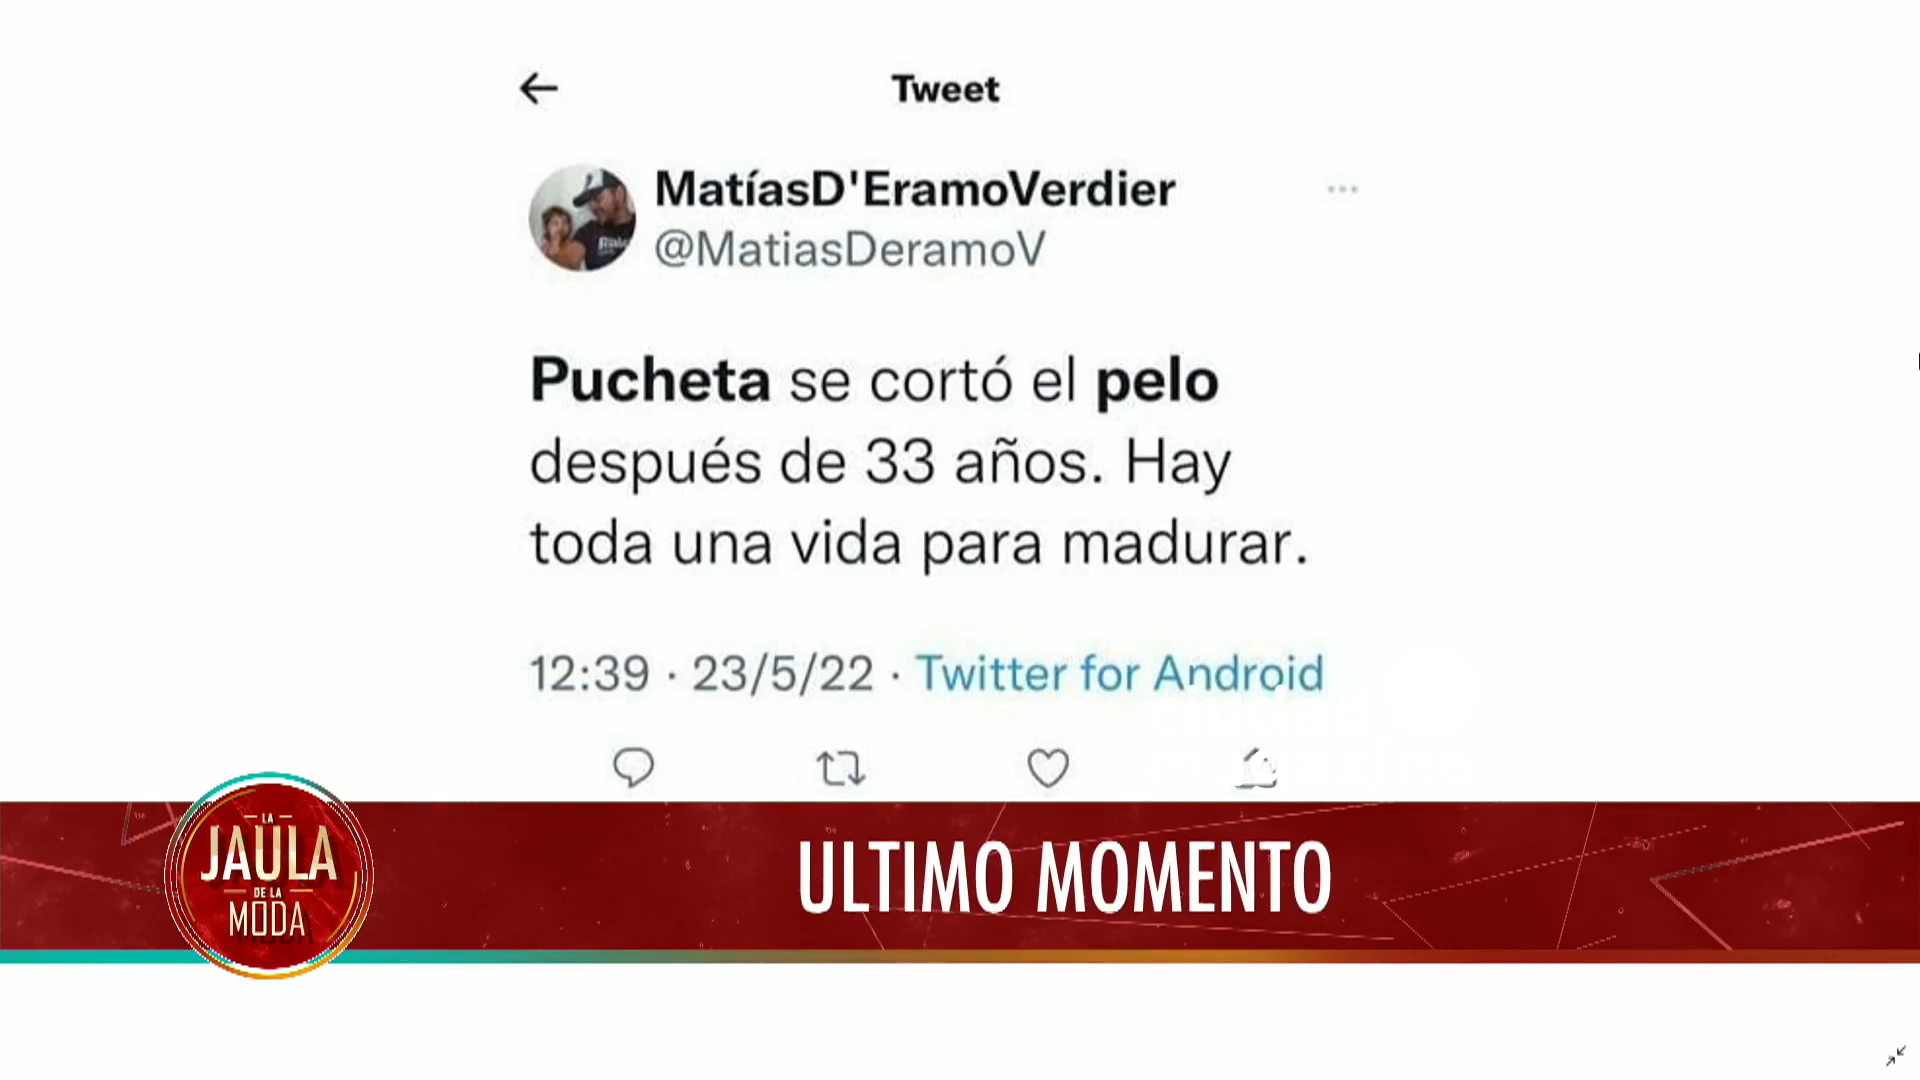 Tweet
MatíasD'EramoVerdier
@MatiasDeramoV
Pucheta se cortó el pelo
después de 33 años. Hay
toda una vida para madurar.
12:39 · 23/5/22 · Twitter for Android
LA
JAULA
DE LA
MODA
ULTIMO MOMENTO